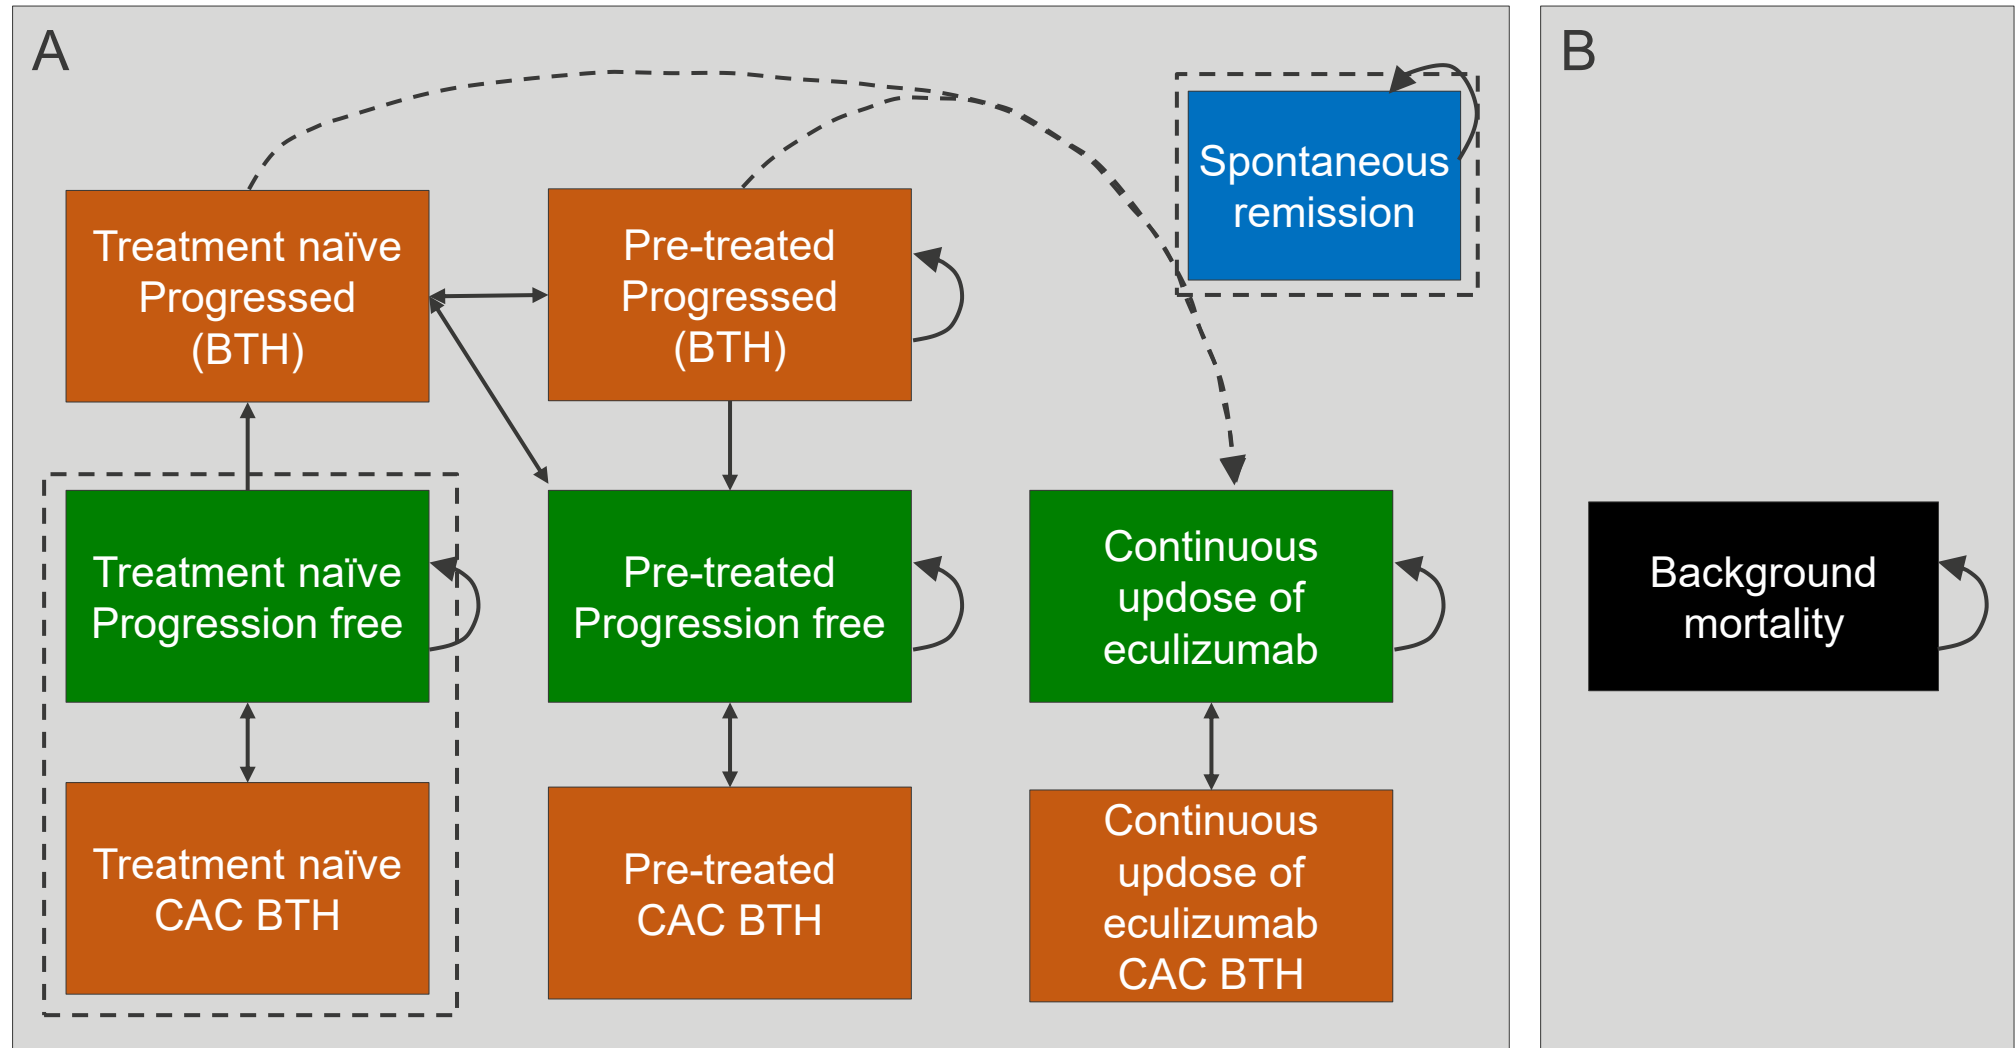 A
B
Spontaneous
remission
Treatment naïve
Progressed
(BTH)
Pre-treated
Progressed
(BTH)
Treatment naïve
Progression free
Pre-treated
Progression free
Continuous
updose of
eculizumab
Background
mortality
Treatment naïve
CAC BTH
Pre-treated
CAC BTH
Continuous
updose of
eculizumab
CAC BTH